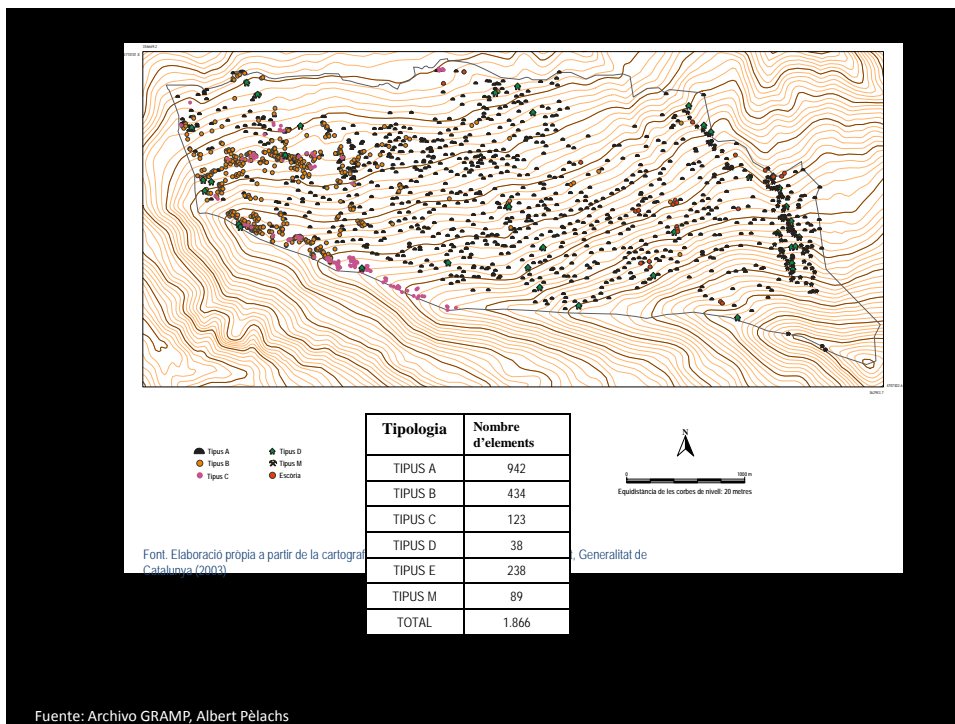 Tipus A
Tipus B
Tipus C
Tipus D
Tipus M
Escòria
Tipologia Nombre d'elements
TIPUS A 942
TIPUS B 434
TIPUS C 123
TIPUS D 38
TIPUS E 238
TIPUS M 89
TOTAL 1.866
N
0 1000 m
Equidistància de les corbes de nivell: 20 metres
Font. Elaboració pròpia a partir de la , Generalitat de
Catalunya (2003)
Fuente: Archivo GRAMP, Albert Pèlachs